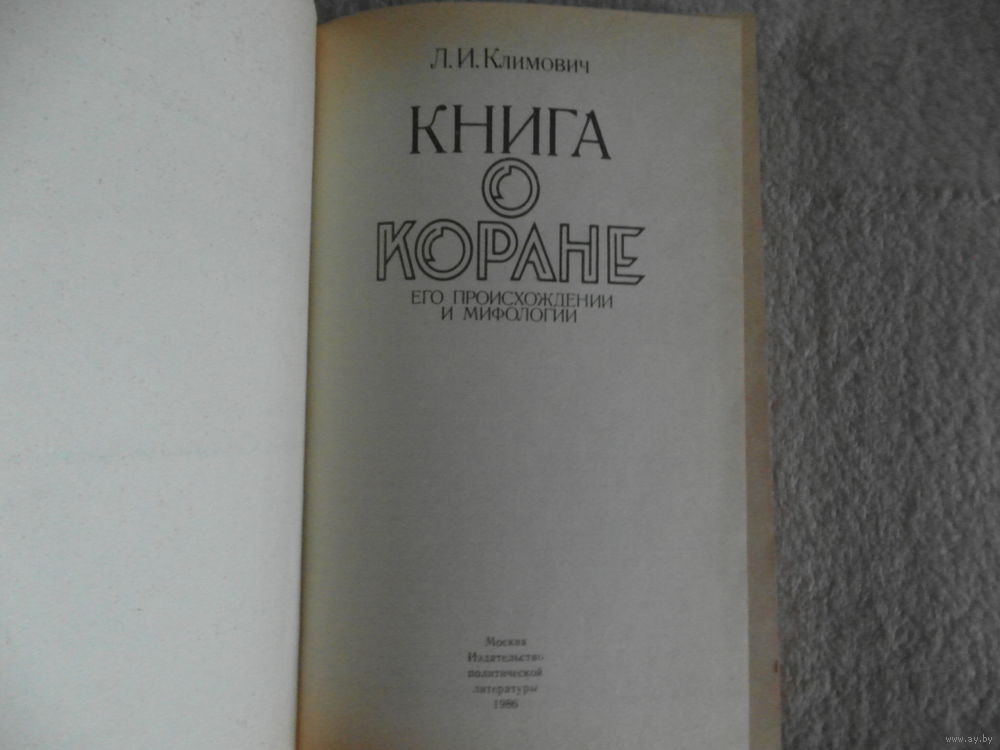 Л. И. Климович
КНИГА
О
КОРАНЕ
ЕГО ПРОИСХОЖДЕНИИ
И МИФОЛОГИИ
Москва
Издательство
политической
литературы
1986
www.ay.by